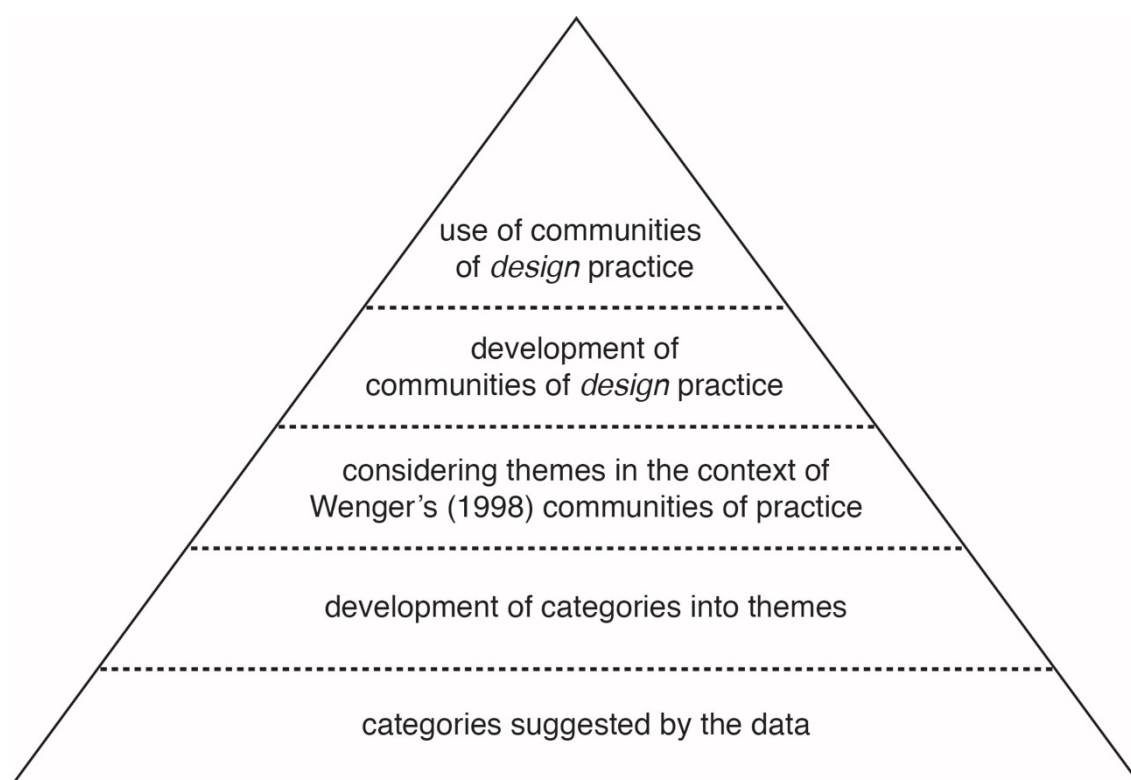 use of communities
of design practice
development of
communities of design practice
considering themes in the context of
Wenger’s (1998) communities of practice
development of categories into themes
categories suggested by the data